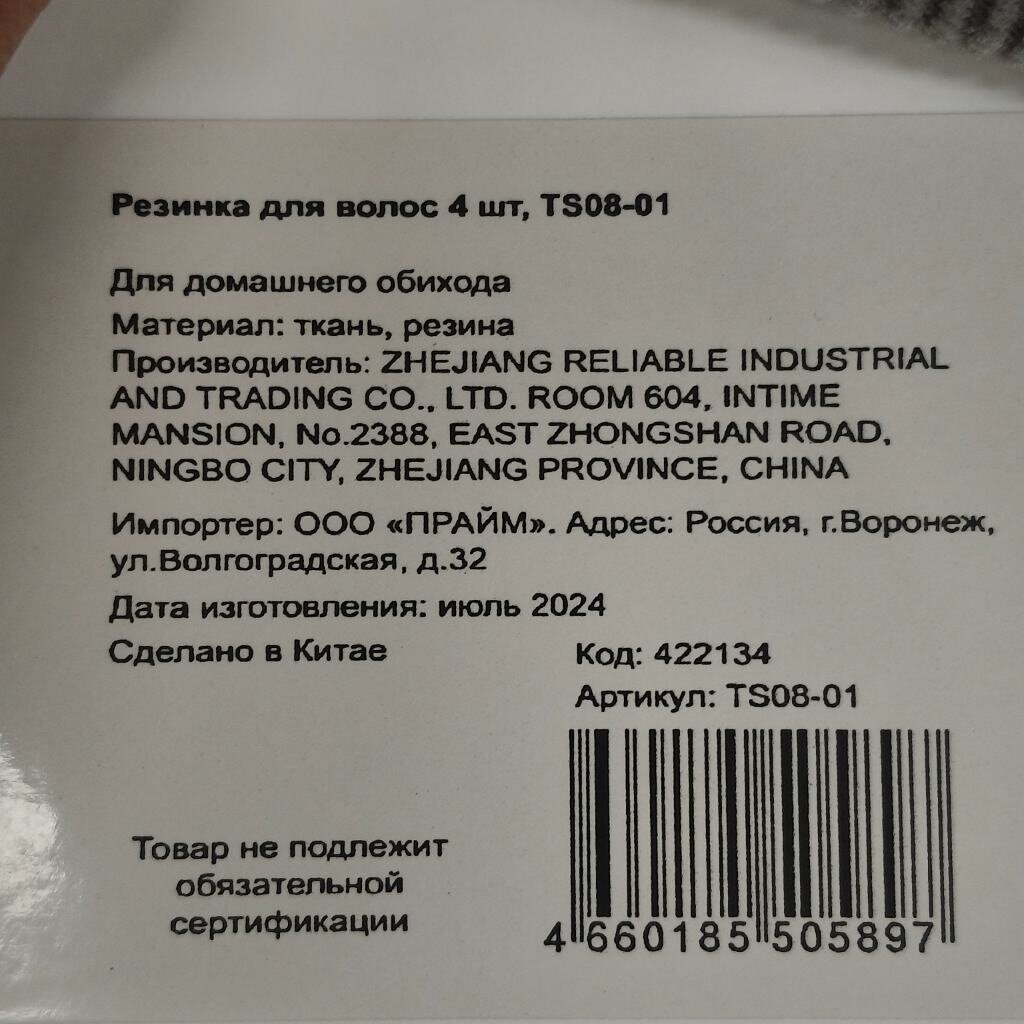 Резинка для волос 4 шт, TS08-01
Для домашнего обихода
Материал: ткань, резина
Производитель: ZHEJIANG RELIABLE INDUSTRIAL
AND TRADING CO., LTD. ROOM 604, INTIME
MANSION, No.2388, EAST ZHONGSHAN ROAD,
NINGBO CITY, ZHEJIANG PROVINCE, CHINA
Импортер: ООО «ПРАЙМ». Адрес: Россия, г.Воронеж,
ул.Волгоградская, д.32
Дата изготовления: июль 2024
Сделано в Китае
Код: 422134
Артикул: TS08-01
Товар не подлежит
обязательной
сертификации
4 660185 505897